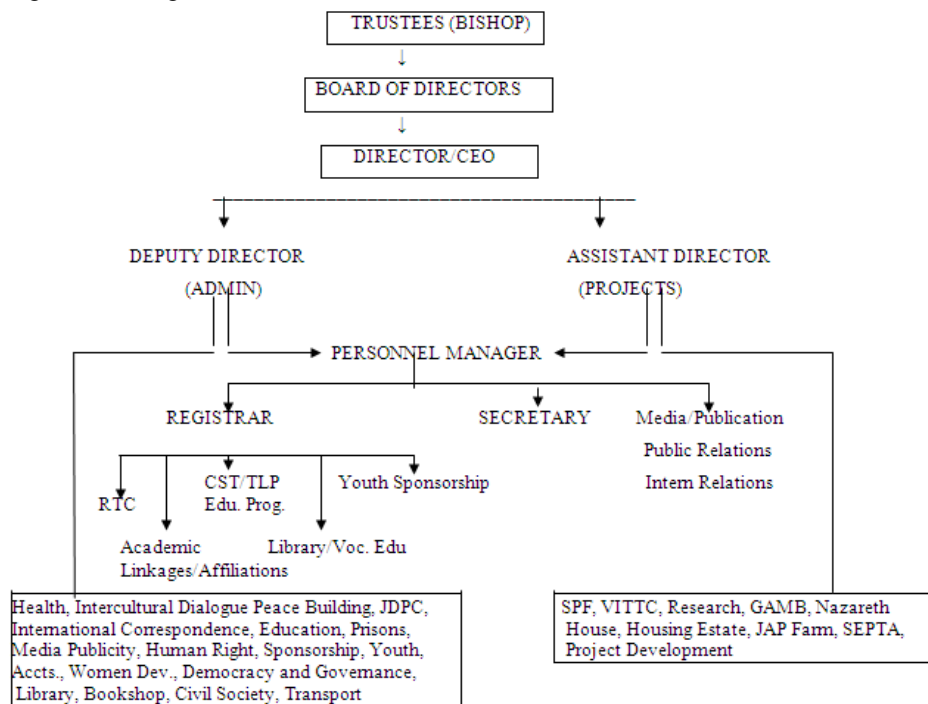 TRUSTEES (BISHOP)
BOARD OF DIRECTORS
DIRECTOR/CEO
DEPUTY DIRECTOR
(ADMIN)
ASSISTANT DIRECTOR
(PROJECTS)
PERSONNEL MANAGER
REGISTRAR
SECRETARY
Media/Publication
Public Relations
Intern Relations
RTC
CST/TLP
Edu. Prog.
Youth Sponsorship
Academic
Linkages/Affiliations
Library/Voc. Edu
Health, Intercultural Dialogue Peace Building, JDPC,
International Correspondence, Education, Prisons,
Media Publicity, Human Right, Sponsorship, Youth,
Accts., Women Dev., Democracy and Governance,
Library, Bookshop, Civil Society, Transport
SPF, VITTC, Research, GAMB, Nazareth
House, Housing Estate, JAP Farm, SEPTA,
Project Development